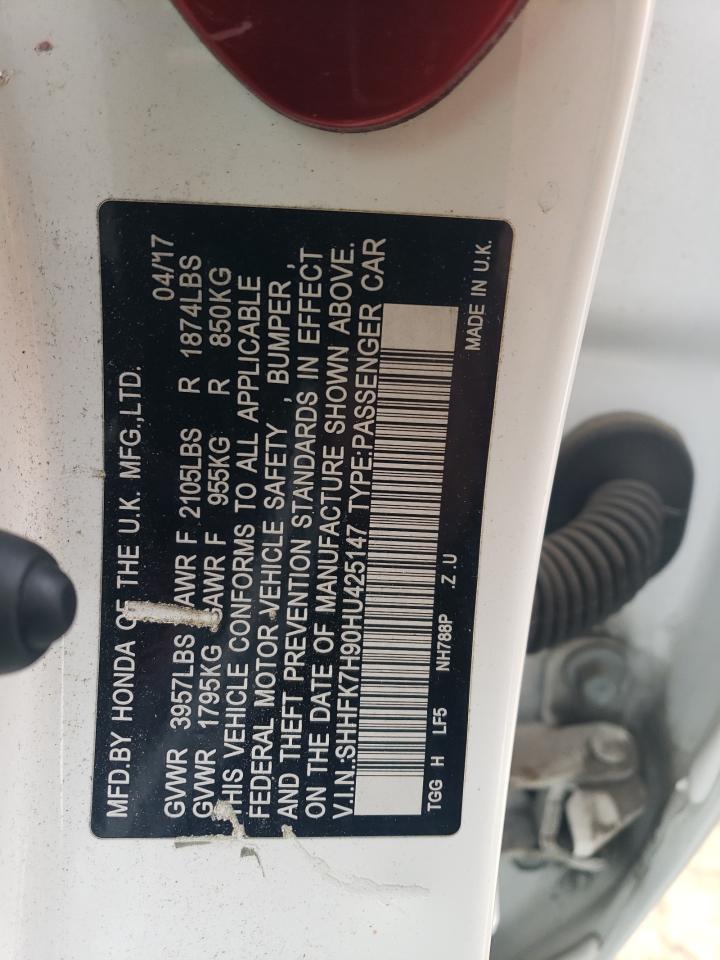 MFD.BY HONDA OF THE U.K. MFG.,LTD. 04/17
GVWR 3957LBS GAWR F 2105LBS R 1874LBS
GVWR 1795KG GAWR F 955KG R 850KG
THIS VEHICLE CONFORMS TO ALL APPLICABLE
FEDERAL MOTOR VEHICLE SAFETY , BUMPER ,
AND THEFT PREVENTION STANDARDS IN EFFECT
ON THE DATE OF MANUFACTURE SHOWN ABOVE.
V.I.N.:SHHFK7H90HU425147 TYPE:PASSENGER CAR
TGG H LF5 NH788P .Z .U MADE IN U.K.